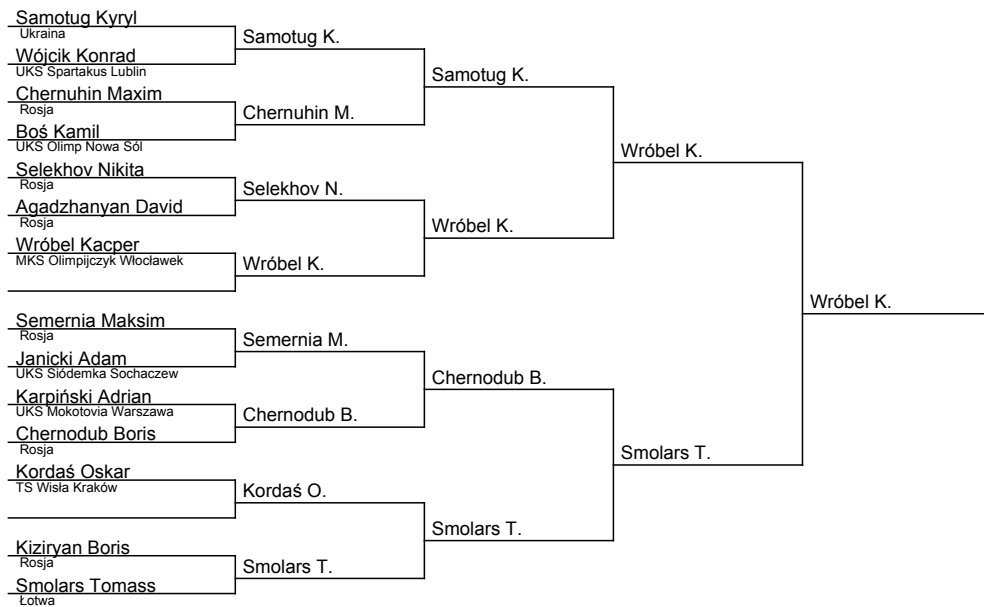 Samotug Kyryl
Ukraina
Wójcik Konrad
UKS Spartakus Lublin
Chernuhin Maxim
Rosja
Boś Kamil
UKS Olimp Nowa Sól
Selekhov Nikita
Rosja
Agadzhanyan David
Rosja
Wróbel Kacper
MKS Olimpijczyk Włocławek
Semernia Maksim
Rosja
Janicki Adam
UKS Siódemka Sochaczew
Karpiński Adrian
UKS Mokotovia Warszawa
Chernodub Boris
Rosja
Kordaś Oskar
TS Wisła Kraków
Kiziryan Boris
Rosja
Smolars Tomass
Łotwa
Samotug K.
Chernuhin M.
Selekhov N.
Wróbel K.
Semernia M.
Chernodub B.
Kordaś O.
Smolars T.
Samotug K.
Wróbel K.
Chernodub B.
Smolars T.
Wróbel K.
Smolars T.
Wróbel K.